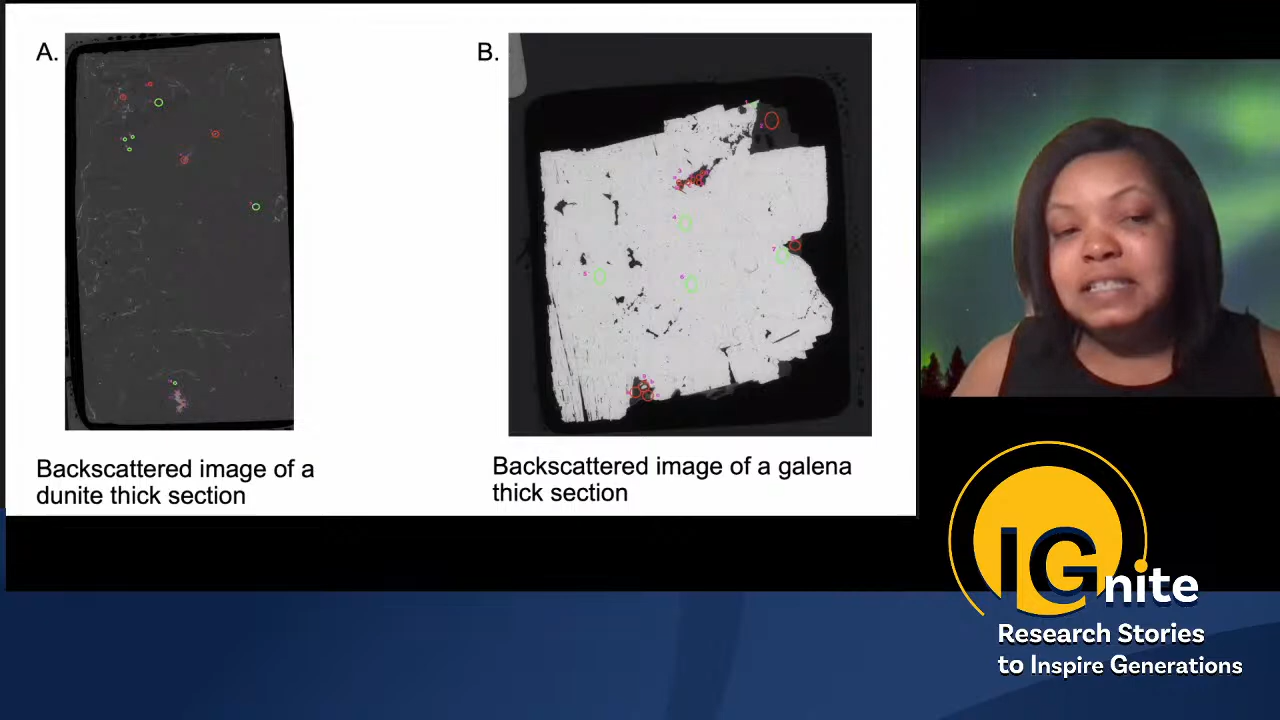 A.
B.
Backscattered image of a
dunite thick section
Backscattered image of a galena
thick section
IGnite
Research Stories
to Inspire Generations